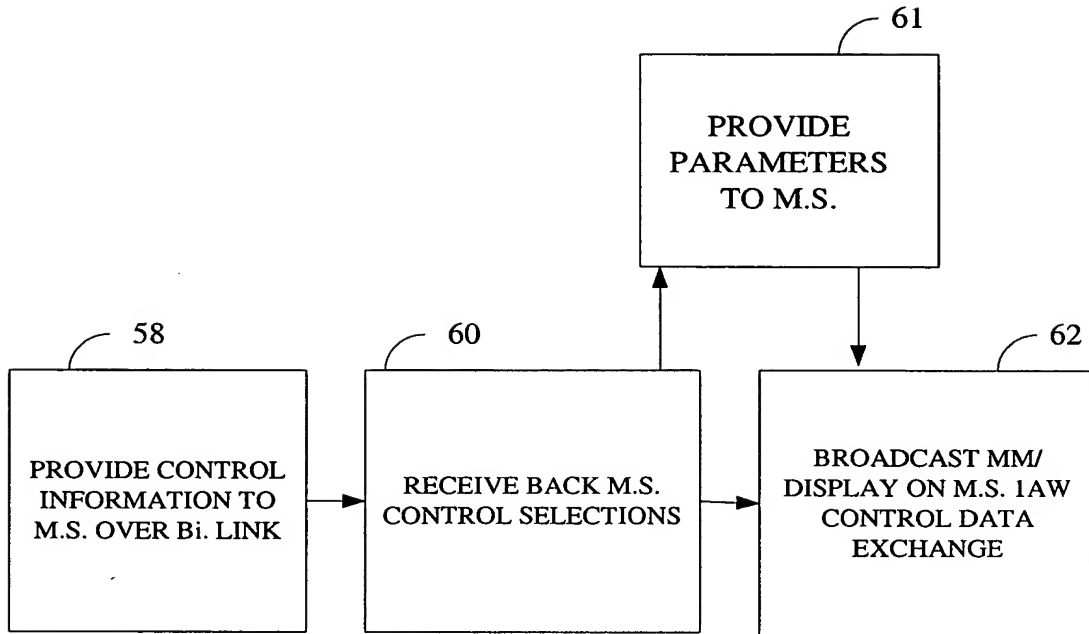 61
PROVIDE
PARAMETERS
TO M.S.
58
PROVIDE CONTROL
INFORMATION TO
M.S. OVER Bi. LINK
60
RECEIVE BACK M.S.
CONTROL SELECTIONS
62
BROADCAST MM/
DISPLAY ON M.S. 1AW
CONTROL DATA
EXCHANGE